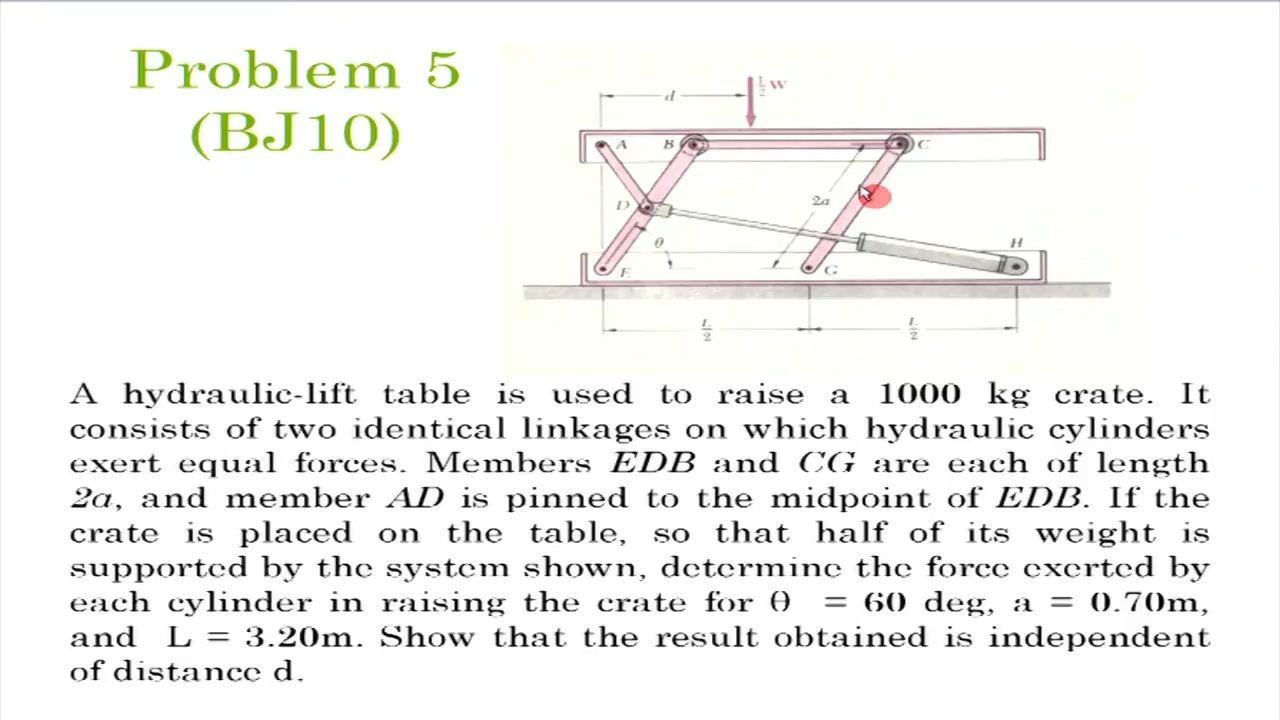 Problem 5
(BJ10)
d
½W
A
B
C
D
2a
θ
H
E
G
L/2
L/2
A hydraulic-lift table is used to raise a 1000 kg crate. It
consists of two identical linkages on which hydraulic cylinders
exert equal forces. Members EDB and CG are each of length
2a, and member AD is pinned to the midpoint of EDB. If the
crate is placed on the table, so that half of its weight is
supported by the system shown, determine the force exerted by
each cylinder in raising the crate for θ = 60 deg, a = 0.70m,
and L = 3.20m. Show that the result obtained is independent
of distance d.